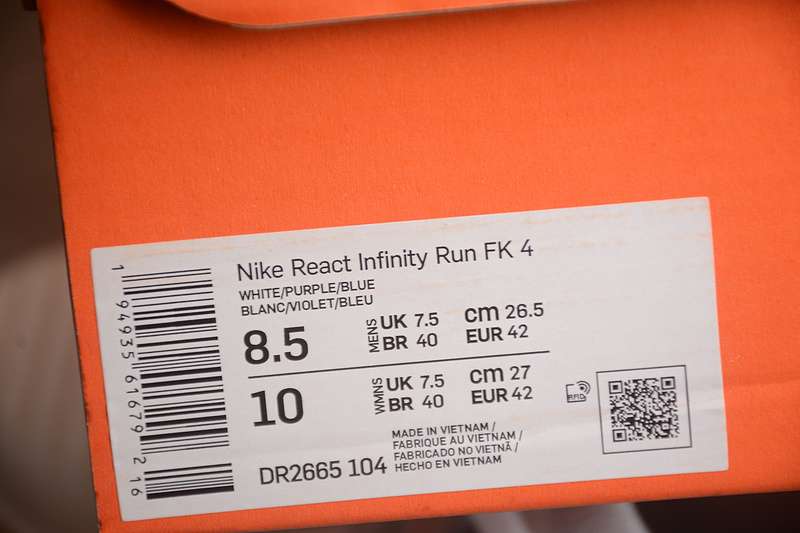 Nike React Infinity Run FK 4
WHITE/PURPLE/BLUE
BLANC/VIOLET/BLEU
8.5 MENS UK 7.5 cm 26.5
BR 40 EUR 42
10 WMNS UK 7.5 cm 27
BR 40 EUR 42
RFID
MADE IN VIETNAM /
FABRIQUE AU VIETNAM /
FABRICADO NO VIETNÃ /
HECHO EN VIETNAM
DR2665 104
1 94935 61679 2 16